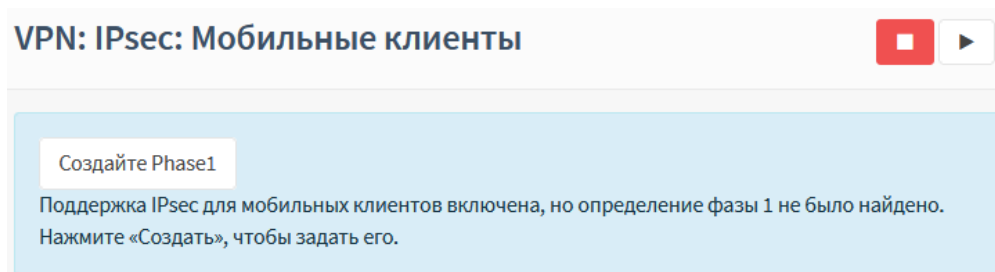 VPN: IPsec: Мобильные клиенты
Создайте Phase1
Поддержка IPsec для мобильных клиентов включена, но определение фазы 1 не было найдено.
Нажмите «Создать», чтобы задать его.